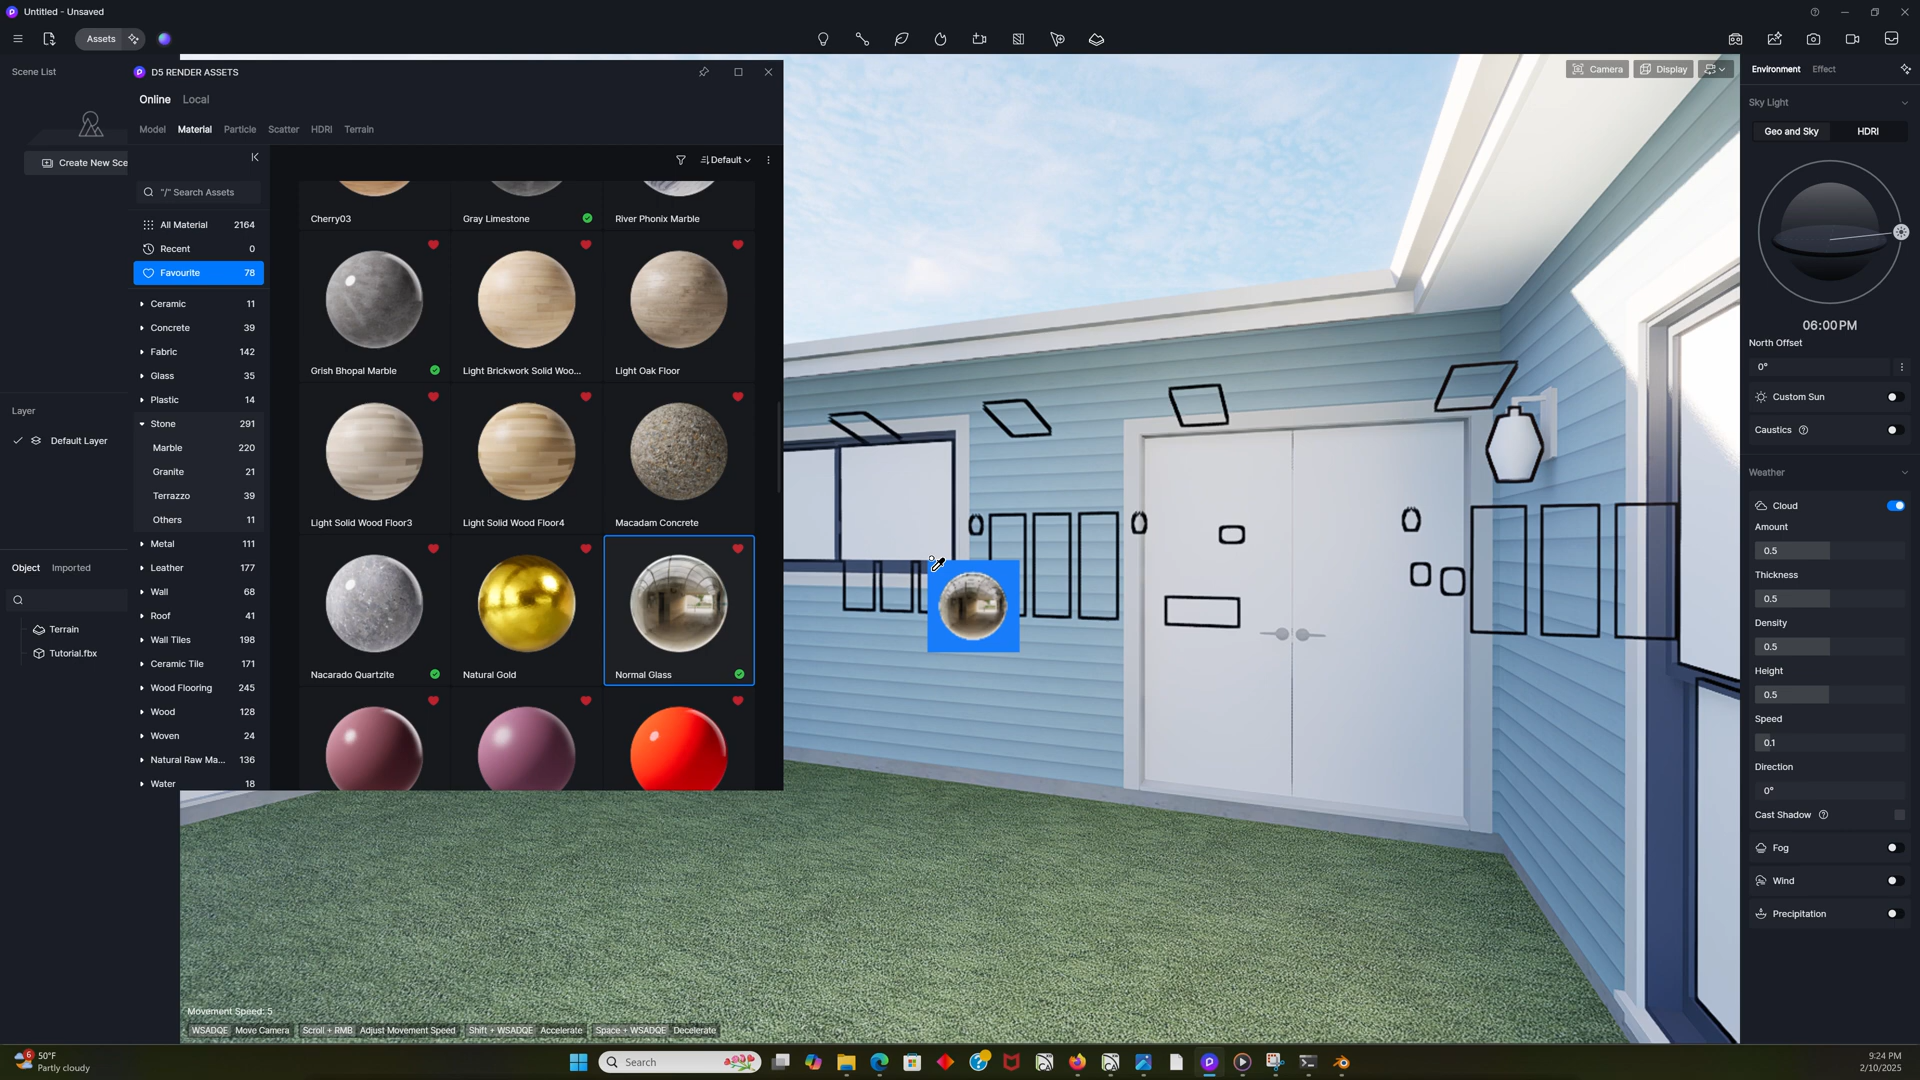 Untitled - Unsaved
Assets
Scene List
Create New Sce
Layer
Default Layer
Object Imported
Terrain
Tutorial.fbx
D5 RENDER ASSETS
Online Local
Model Material Particle Scatter HDRI Terrain
Default
"/" Search Assets
All Material 2164
Recent 0
Favourite 78
Ceramic 11
Concrete 39
Fabric 142
Glass 35
Plastic 14
Stone 291
Marble 220
Granite 21
Terrazzo 39
Others 11
Metal 111
Leather 177
Wall 68
Roof 41
Wall Tiles 198
Ceramic Tile 171
Wood Flooring 245
Wood 128
Woven 24
Natural Raw Ma... 136
Water 18
Cherry03 Gray Limestone River Phonix Marble
Grish Bhopal Marble Light Brickwork Solid Woo... Light Oak Floor
Light Solid Wood Floor3 Light Solid Wood Floor4 Macadam Concrete
Nacarado Quartzite Natural Gold Normal Glass
Camera Display
Movement Speed: 5
WSADQE Move Camera Scroll + RMB Adjust Movement Speed Shift + WSADQE Accelerate Space + WSADQE Decelerate
Environment Effect
Sky Light
Geo and Sky HDRI
06:00 PM
North Offset
0°
Custom Sun
Caustics
Weather
Cloud
Amount
0.5
Thickness
0.5
Density
0.5
Height
0.5
Speed
0.1
Direction
0°
Cast Shadow
Fog
Wind
Precipitation
6
50°F
Partly cloudy
Search
9:24 PM
2/10/2025